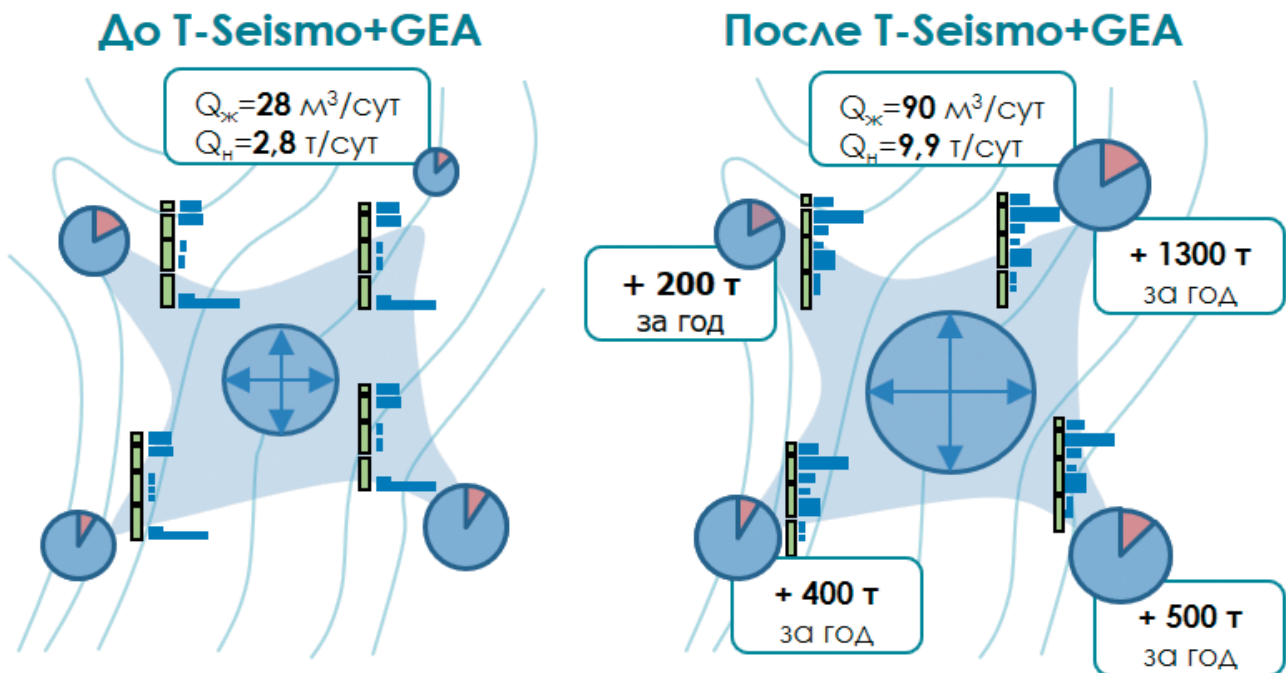 До T-Seismo+GEA
Qж=28 м³/сут
Qн=2,8 т/сут
После T-Seismo+GEA
Qж=90 м³/сут
Qн=9,9 т/сут
+ 200 т
за год
+ 1300 т
за год
+ 400 т
за год
+ 500 т
за год